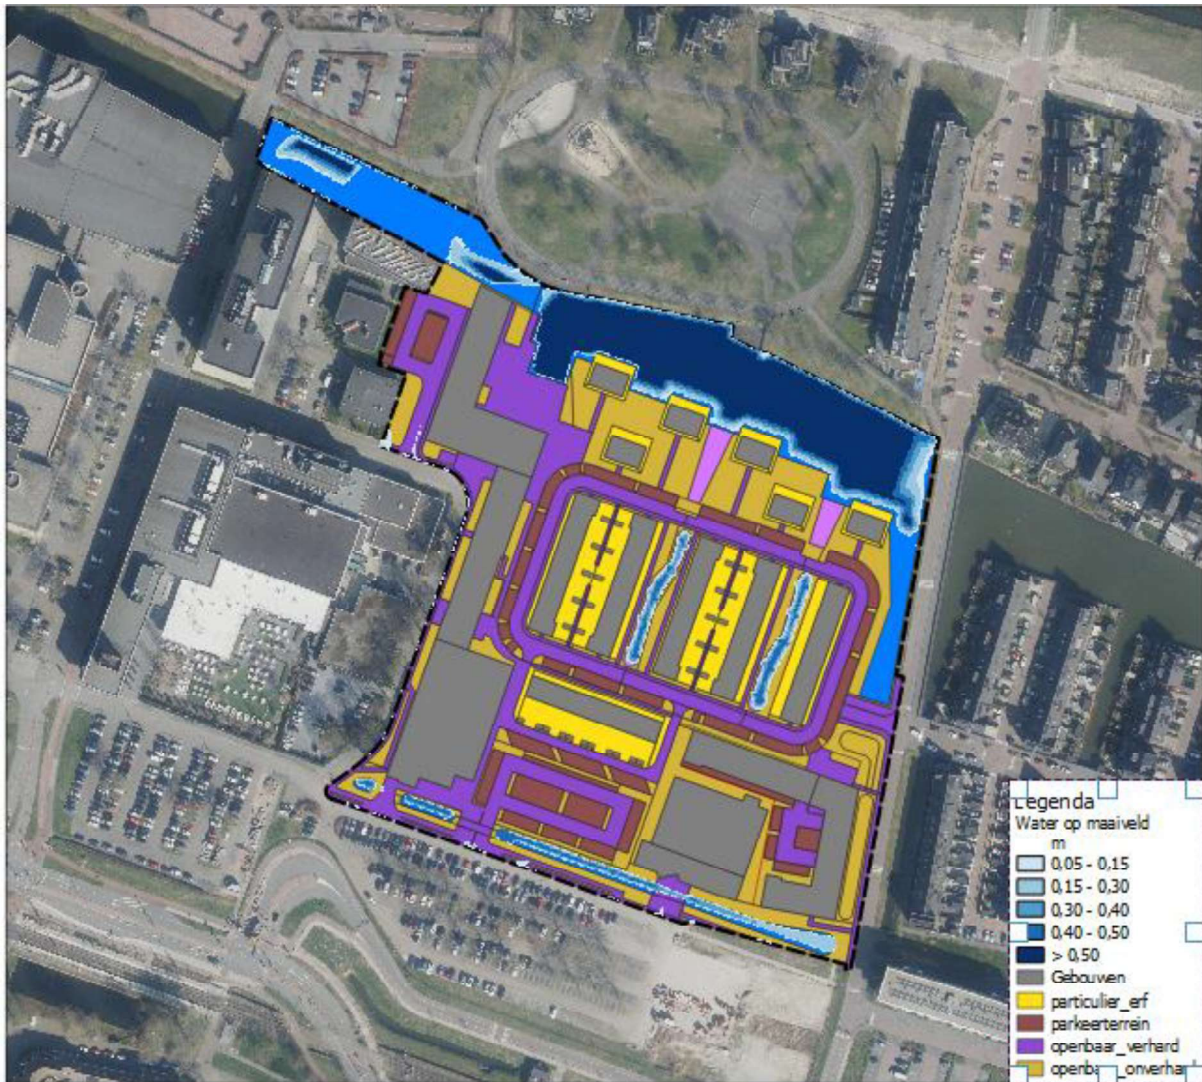 Legenda
Water op maaiveld
m
0,05 - 0,15
0,15 - 0,30
0,30 - 0,40
0,40 - 0,50
> 0,50
Gebouwen
particulier_erf
parkeerterrein
openbaar_verhard